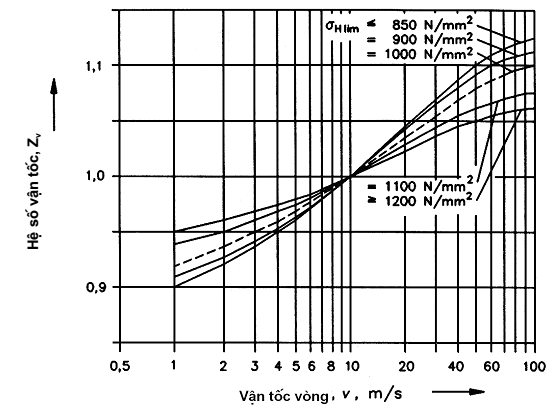 σH lim ≤ 850 N/mm²
= 900 N/mm²
= 1000 N/mm²
1,1
Hệ số vận tốc, Zv
1,0
= 1100 N/mm²
≧ 1200 N/mm²
0,9
0,5 1 2 3 4 5 6 8 10 20 40 60 100
Vận tốc vòng, v, m/s